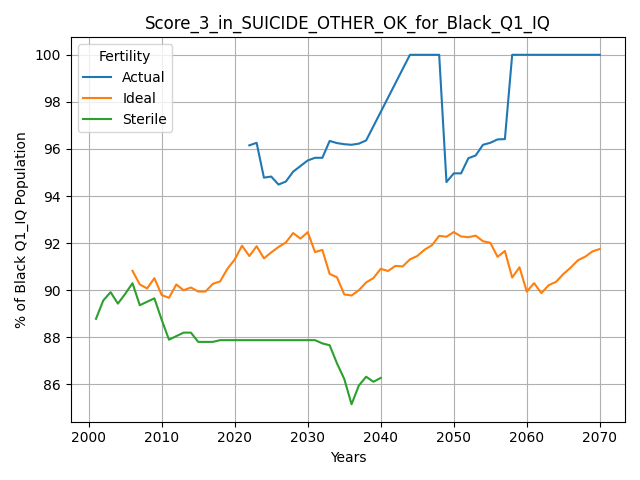 Score_3_in_SUICIDE_OTHER_OK_for_Black_Q1_IQ
Fertility
Actual
Ideal
Sterile
% of Black Q1_IQ Population
100
98
96
94
92
90
88
86
2000 2010 2020 2030 2040 2050 2060 2070
Years